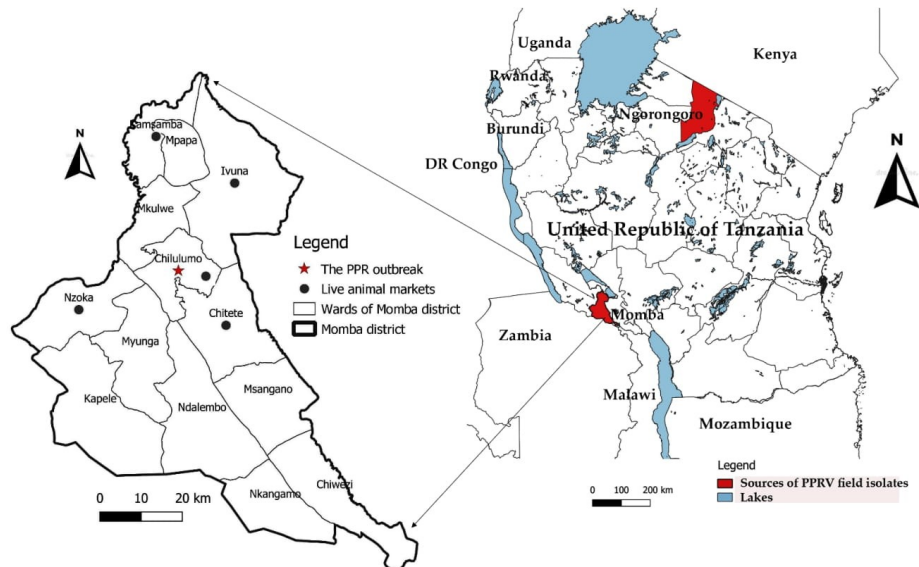 N
Kamsamba
Mpapa
Ivuna
Mkulwe
Chilulumo
Nzoka
Chitete
Myunga
Kapele
Msangano
Ndalembo
Nkangamo
Chiwezi
Legend
The PPR outbreak
Live animal markets
Wards of Momba district
Momba district
0 10 20 km
Uganda
Kenya
Rwanda
Ngorongoro
Burundi
N
DR Congo
United Republic of Tanzania
Momba
Zambia
Malawi
Mozambique
Legend
Sources of PPRV field isolates
Lakes
0 100 200 km